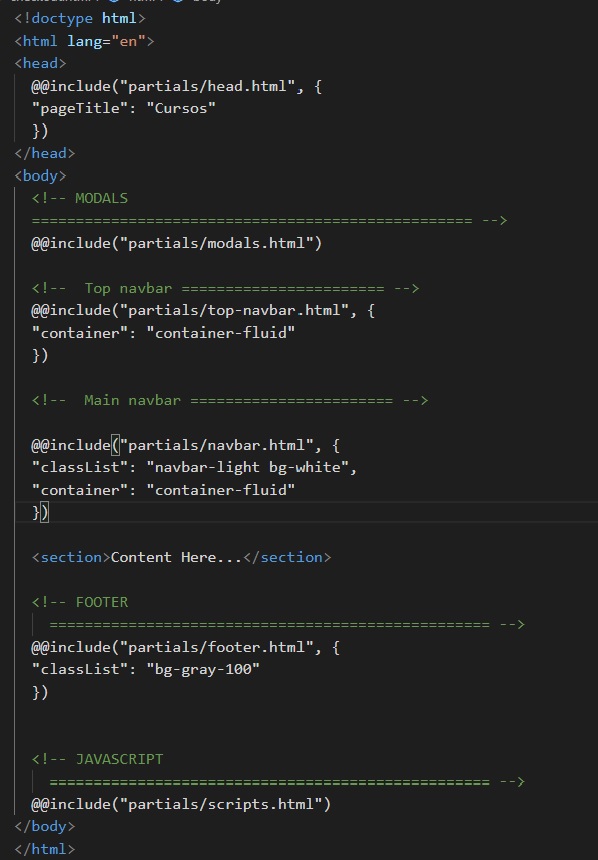 <!doctype html>
<html lang="en">
<head>
@@include("partials/head.html", {
"pageTitle": "Cursos"
})
</head>
<body>
<!-- MODALS
================================================== -->
@@include("partials/modals.html")
<!--  Top navbar ======================= -->
@@include("partials/top-navbar.html", {
"container": "container-fluid"
})
<!--  Main navbar ======================= -->
@@include("partials/navbar.html", {
"classList": "navbar-light bg-white",
"container": "container-fluid"
})
<section>Content Here...</section>
<!-- FOOTER
================================================== -->
@@include("partials/footer.html", {
"classList": "bg-gray-100"
})
<!-- JAVASCRIPT
================================================== -->
@@include("partials/scripts.html")
</body>
</html>